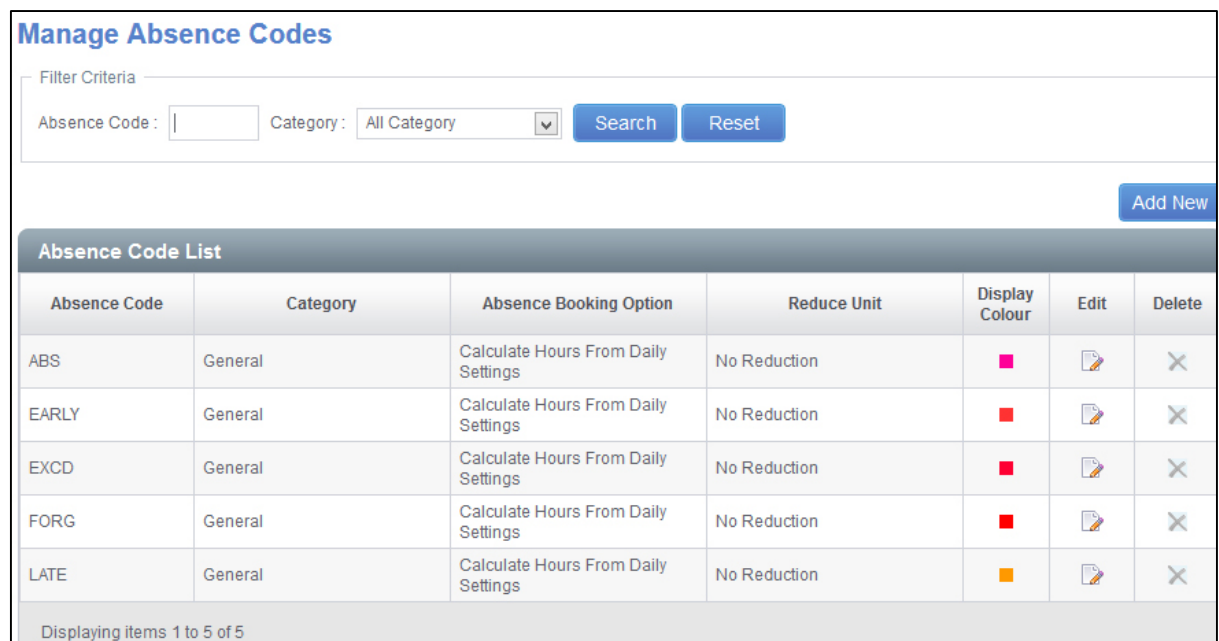 Manage Absence Codes
Filter Criteria
Absence Code : Category : All Category Search Reset
Add New
Absence Code List
Absence Code Category Absence Booking Option Reduce Unit Display Colour Edit Delete
ABS General Calculate Hours From Daily Settings No Reduction
EARLY General Calculate Hours From Daily Settings No Reduction
EXCD General Calculate Hours From Daily Settings No Reduction
FORG General Calculate Hours From Daily Settings No Reduction
LATE General Calculate Hours From Daily Settings No Reduction
Displaying items 1 to 5 of 5